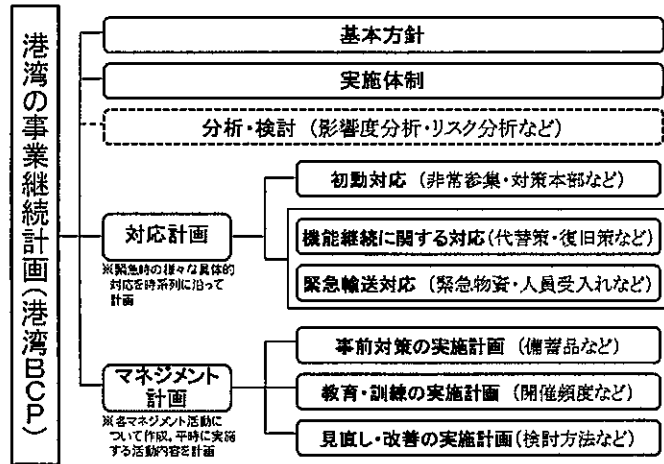 港湾の事業継続計画(港湾BCP)
基本方針
実施体制
分析・検討 (影響度分析・リスク分析など)
対応計画
※緊急時の様々な具体的
対応を時系列に沿って
計画
初動対応 (非常参集・対策本部など)
機能継続に関する対応(代替策・復旧策など)
緊急輸送対応 (緊急物資・人員受入れなど)
マネジメント
計画
※各マネジメント活動に
ついて作成、平時に実施
する活動内容を計画
事前対策の実施計画 (備蓄品など)
教育・訓練の実施計画 (開催頻度など)
見直し・改善の実施計画(検討方法など)